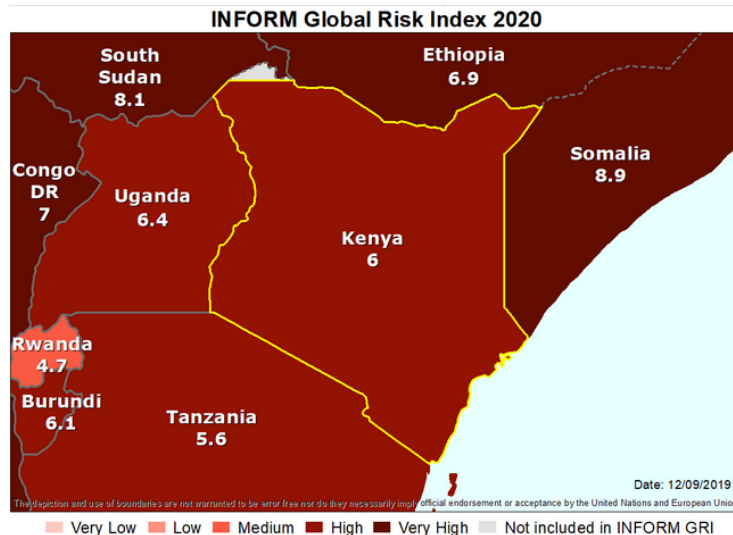 INFORM Global Risk Index 2020
South
Sudan
8.1
Ethiopia
6.9
Congo
DR
7
Uganda
6.4
Somalia
8.9
Kenya
6
Rwanda
4.7
Burundi
6.1
Tanzania
5.6
Date: 12/09/2019
The depiction and use of boundaries are not warranted to be error free nor do they necessarily imply official endorsement or acceptance by the United Nations and European Union
Very Low Low Medium High Very High Not included in INFORM GRI